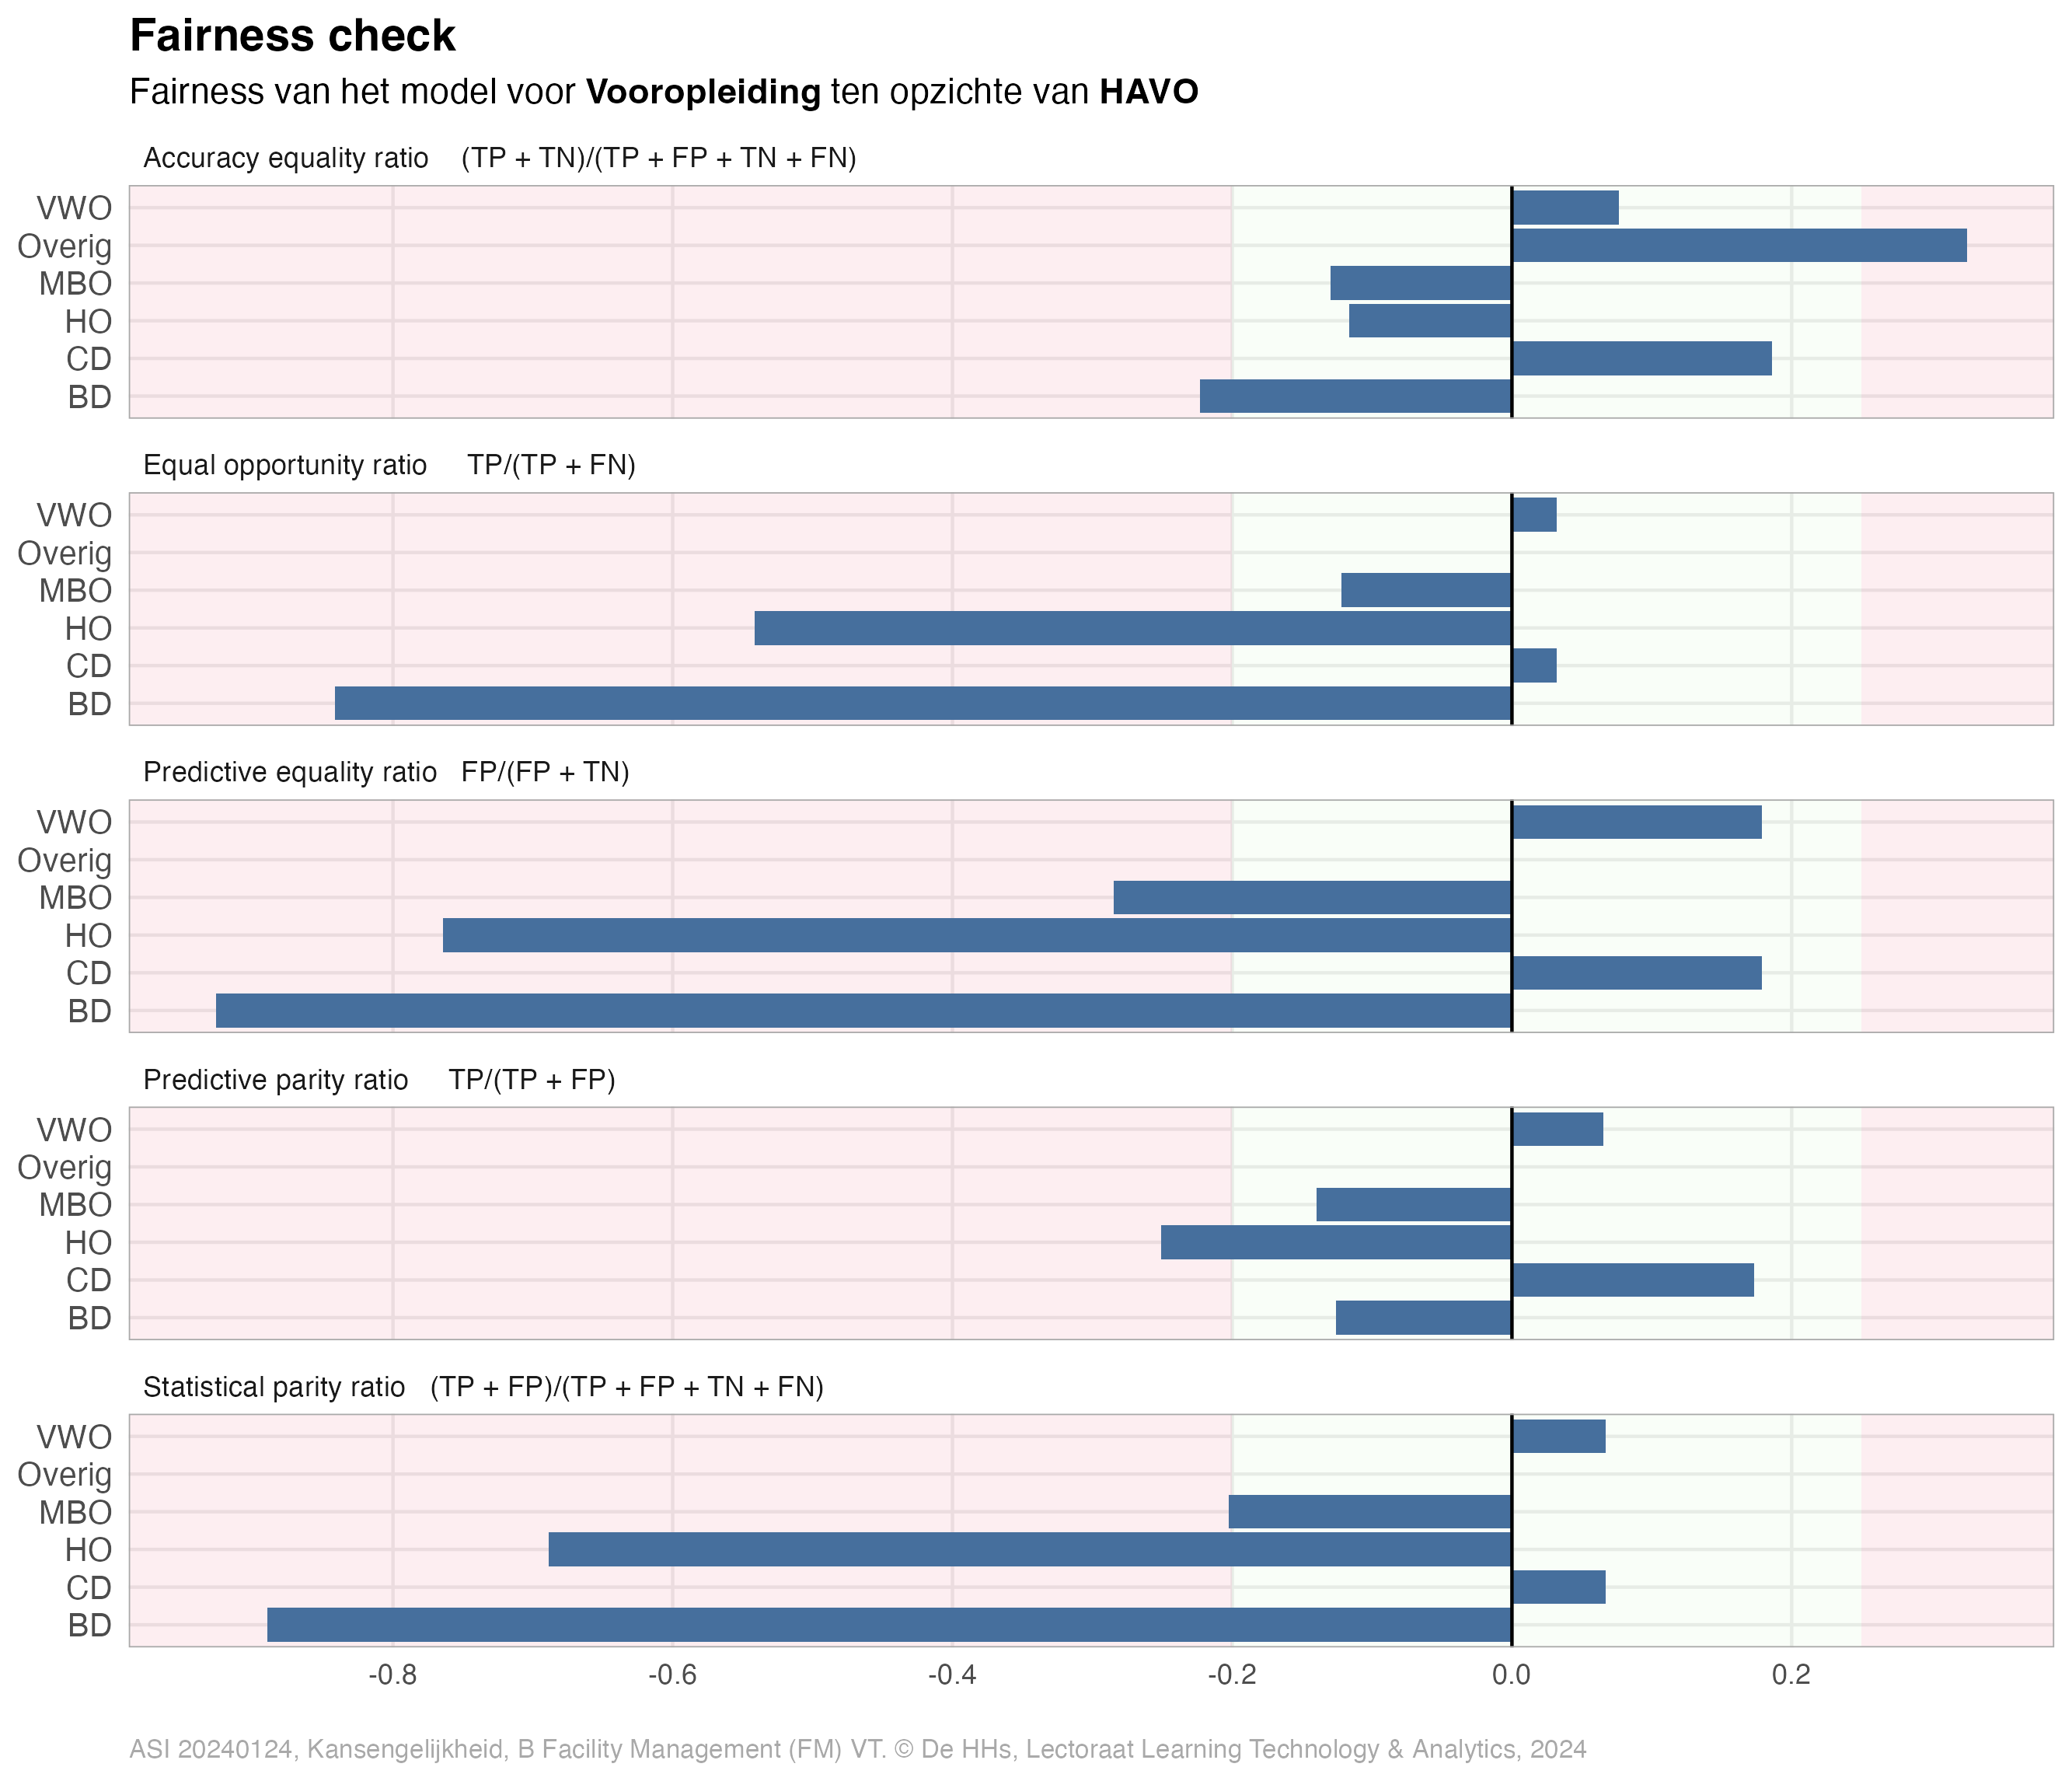 Fairness check
Fairness van het model voor Vooropleiding ten opzichte van HAVO
Accuracy equality ratio (TP + TN)/(TP + FP + TN + FN)
VWO
Overig
MBO
HO
CD
BD
Equal opportunity ratio TP/(TP + FN)
VWO
Overig
MBO
HO
CD
BD
Predictive equality ratio FP/(FP + TN)
VWO
Overig
MBO
HO
CD
BD
Predictive parity ratio TP/(TP + FP)
VWO
Overig
MBO
HO
CD
BD
Statistical parity ratio (TP + FP)/(TP + FP + TN + FN)
VWO
Overig
MBO
HO
CD
BD
-0.8 -0.6 -0.4 -0.2 0.0 0.2
ASI 20240124, Kansengelijkheid, B Facility Management (FM) VT. © De HHs, Lectoraat Learning Technology & Analytics, 2024